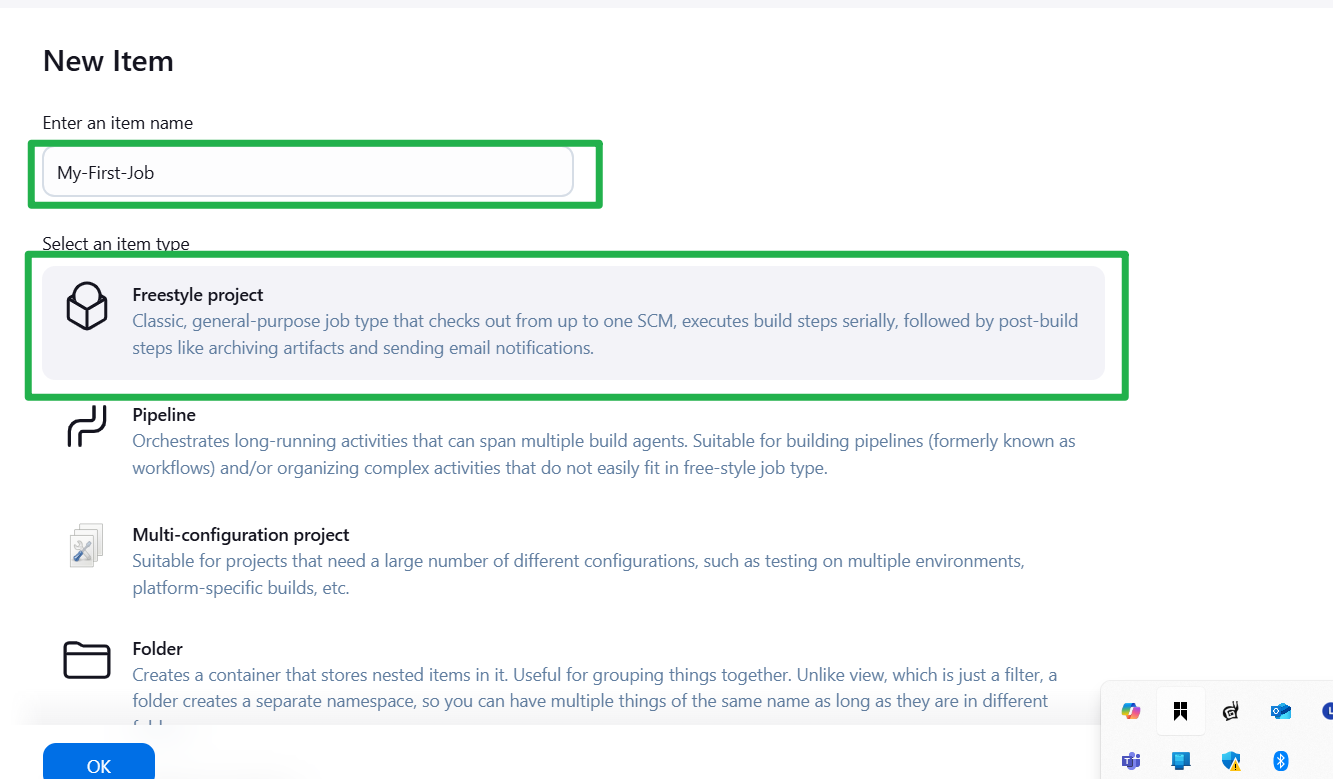 New Item
Enter an item name
My-First-Job
Select an item type
Freestyle project
Classic, general-purpose job type that checks out from up to one SCM, executes build steps serially, followed by post-build
steps like archiving artifacts and sending email notifications.
Pipeline
Orchestrates long-running activities that can span multiple build agents. Suitable for building pipelines (formerly known as
workflows) and/or organizing complex activities that do not easily fit in free-style job type.
Multi-configuration project
Suitable for projects that need a large number of different configurations, such as testing on multiple environments,
platform-specific builds, etc.
Folder
Creates a container that stores nested items in it. Useful for grouping things together. Unlike view, which is just a filter, a
folder creates a separate namespace, so you can have multiple things of the same name as long as they are in different
OK